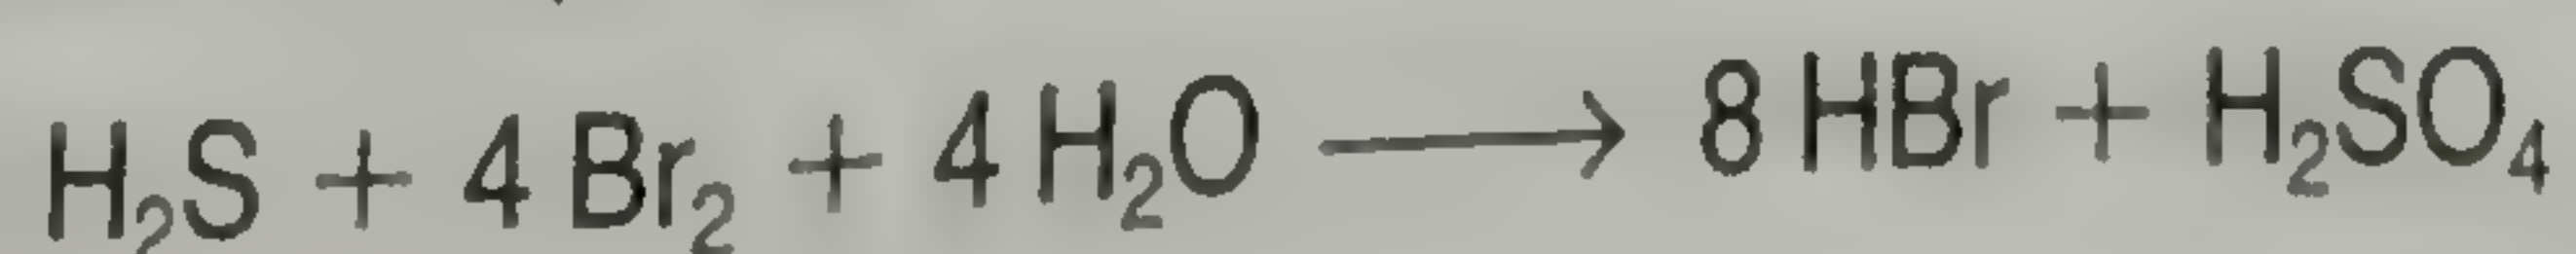 H₂S + 4 Br₂ + 4 H₂O ⟶ 8 HBr + H₂SO₄